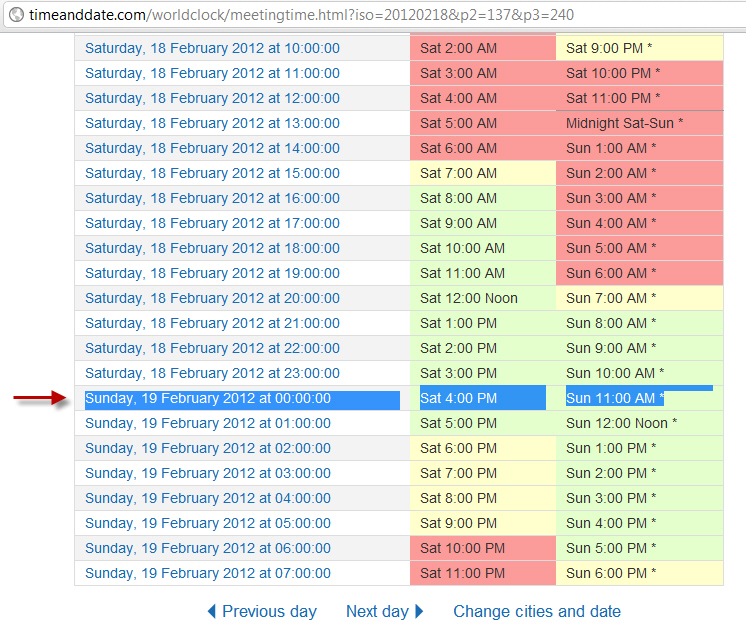 timeanddate.com/worldclock/meetingtime.html?iso=20120218&p2=137&p3=240
Saturday, 18 February 2012 at 10:00:00 Sat 2:00 AM Sat 9:00 PM *
Saturday, 18 February 2012 at 11:00:00 Sat 3:00 AM Sat 10:00 PM *
Saturday, 18 February 2012 at 12:00:00 Sat 4:00 AM Sat 11:00 PM *
Saturday, 18 February 2012 at 13:00:00 Sat 5:00 AM Midnight Sat-Sun *
Saturday, 18 February 2012 at 14:00:00 Sat 6:00 AM Sun 1:00 AM *
Saturday, 18 February 2012 at 15:00:00 Sat 7:00 AM Sun 2:00 AM *
Saturday, 18 February 2012 at 16:00:00 Sat 8:00 AM Sun 3:00 AM *
Saturday, 18 February 2012 at 17:00:00 Sat 9:00 AM Sun 4:00 AM *
Saturday, 18 February 2012 at 18:00:00 Sat 10:00 AM Sun 5:00 AM *
Saturday, 18 February 2012 at 19:00:00 Sat 11:00 AM Sun 6:00 AM *
Saturday, 18 February 2012 at 20:00:00 Sat 12:00 Noon Sun 7:00 AM *
Saturday, 18 February 2012 at 21:00:00 Sat 1:00 PM Sun 8:00 AM *
Saturday, 18 February 2012 at 22:00:00 Sat 2:00 PM Sun 9:00 AM *
Saturday, 18 February 2012 at 23:00:00 Sat 3:00 PM Sun 10:00 AM *
Sunday, 19 February 2012 at 00:00:00 Sat 4:00 PM Sun 11:00 AM *
Sunday, 19 February 2012 at 01:00:00 Sat 5:00 PM Sun 12:00 Noon *
Sunday, 19 February 2012 at 02:00:00 Sat 6:00 PM Sun 1:00 PM *
Sunday, 19 February 2012 at 03:00:00 Sat 7:00 PM Sun 2:00 PM *
Sunday, 19 February 2012 at 04:00:00 Sat 8:00 PM Sun 3:00 PM *
Sunday, 19 February 2012 at 05:00:00 Sat 9:00 PM Sun 4:00 PM *
Sunday, 19 February 2012 at 06:00:00 Sat 10:00 PM Sun 5:00 PM *
Sunday, 19 February 2012 at 07:00:00 Sat 11:00 PM Sun 6:00 PM *
Previous day Next day Change cities and date